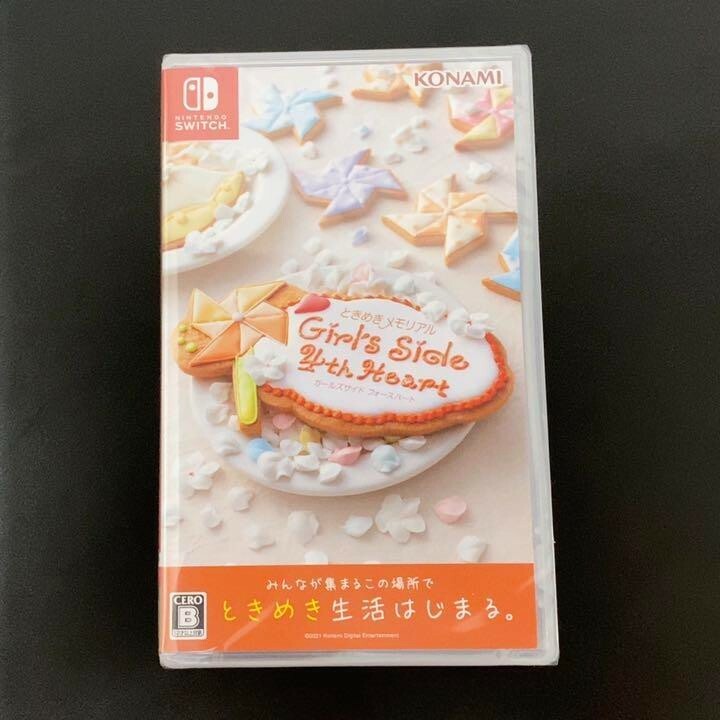 NINTENDO
SWITCH
KONAMI
ときめきメモリアル
Girl's Side
4th Heart
ガールズサイド フォースハート
みんなが集まるこの場所で
ときめき生活はじまる。
CERO
B
©2021 Konami Digital Entertainment